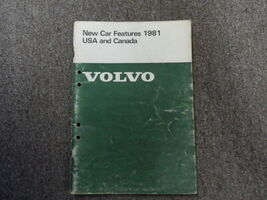 New Car Features 1981
USA and Canada
VOLVO